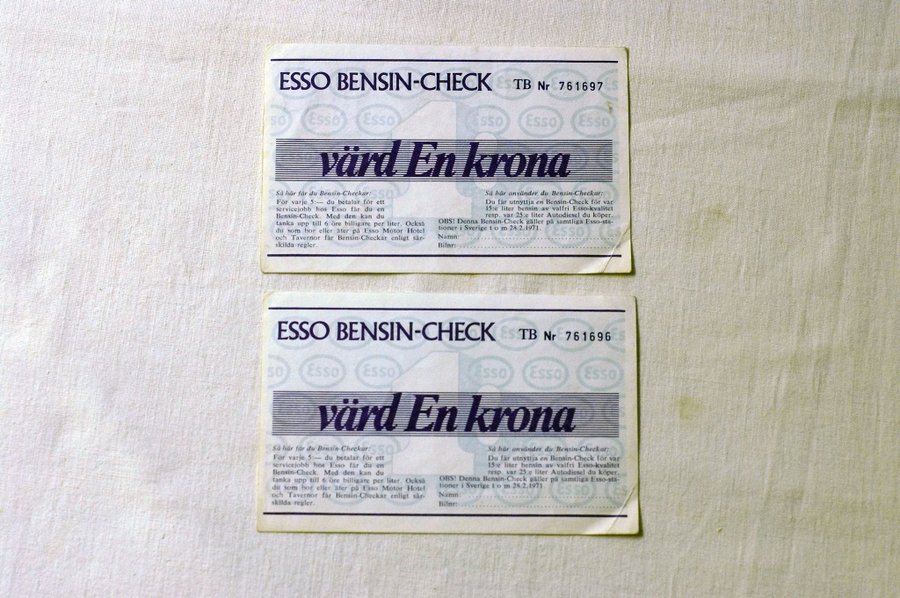 ESSO BENSIN-CHECK TB Nr 761697
värd En krona
Så här får du Bensin-Checkar:
För varje 5:— du betalar för ett
servicejobb hos Esso får du en
Bensin-Check. Med den kan du
tanka upp till 6 öre billigare per liter. Också
du som bor eller äter på Esso Motor Hotel
och Tavernor får Bensin-Checkar enligt sär-
skilda regler.
Så här använder du Bensin-Checkar:
Du får utnyttja en Bensin-Check för var
15:e liter bensin av valfri Esso-kvalitet
resp. var 25:e liter Autodiesel du köper.
OBS! Denna Bensin-Check gäller på samtliga Esso-sta-
tioner i Sverige t o m 28.2.1971.
Namn:
Bilnr:
ESSO BENSIN-CHECK TB Nr 761696
värd En krona
Så här får du Bensin-Checkar:
För varje 5:— du betalar för ett
servicejobb hos Esso får du en
Bensin-Check. Med den kan du
tanka upp till 6 öre billigare per liter. Också
du som bor eller äter på Esso Motor Hotel
och Tavernor får Bensin-Checkar enligt sär-
skilda regler.
Så här använder du Bensin-Checkar:
Du får utnyttja en Bensin-Check för var
15:e liter bensin av valfri Esso-kvalitet
resp. var 25:e liter Autodiesel du köper.
OBS! Denna Bensin-Check gäller på samtliga Esso-sta-
tioner i Sverige t o m 28.2.1971.
Namn:
Bilnr: